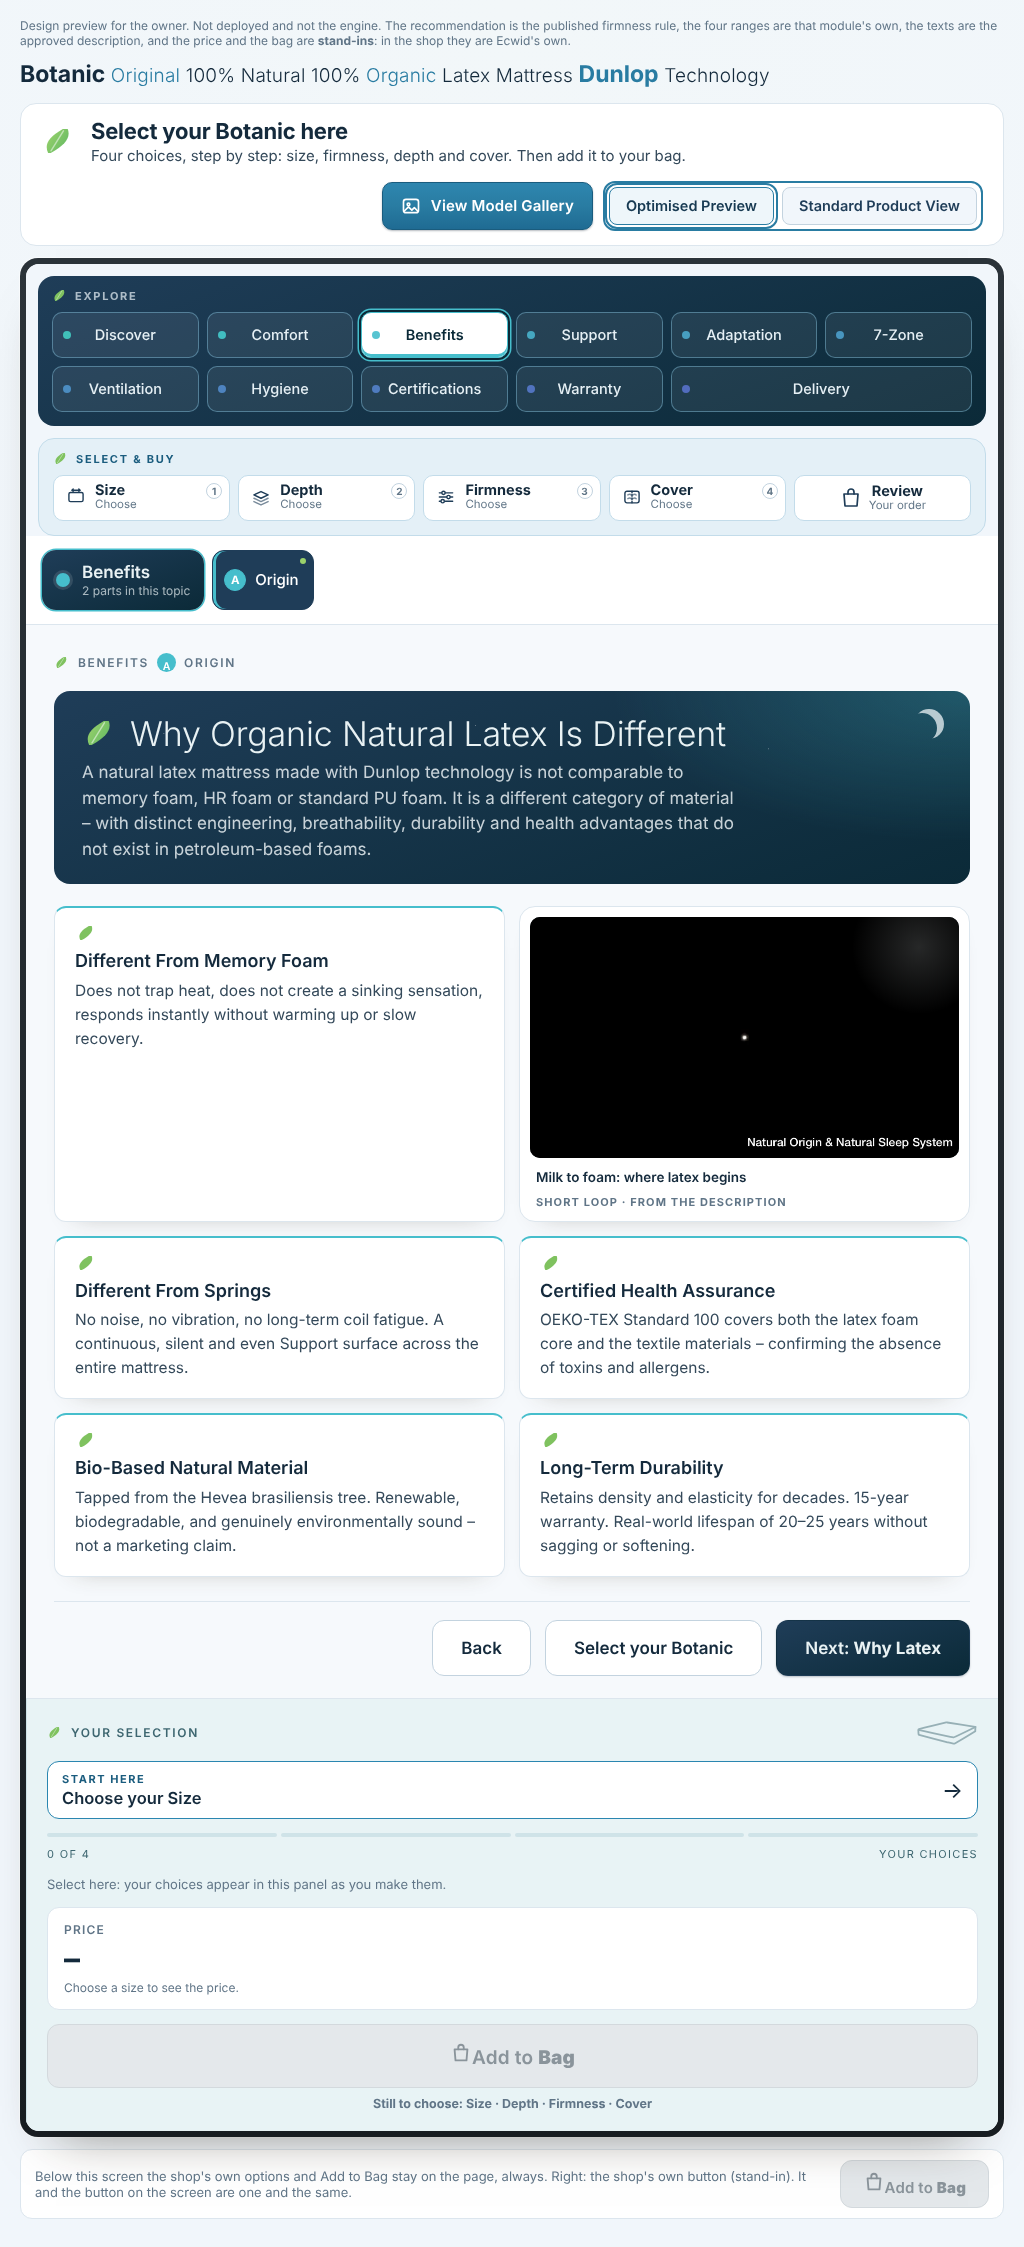 Design preview for the owner. Not deployed and not the engine. The recommendation is the published firmness rule, the four ranges are that module's own, the texts are the
approved description, and the price and the bag are stand-ins: in the shop they are Ecwid's own.
Botanic Original 100% Natural 100% Organic Latex Mattress Dunlop Technology
Select your Botanic here
Four choices, step by step: size, firmness, depth and cover. Then add it to your bag.
View Model Gallery
Optimised Preview
Standard Product View
EXPLORE
Discover
Comfort
Benefits
Support
Adaptation
7-Zone
Ventilation
Hygiene
Certifications
Warranty
Delivery
SELECT & BUY
Size
Choose
1
Depth
Choose
2
Firmness
Choose
3
Cover
Choose
4
Review
Your order
Benefits
2 parts in this topic
A
Origin
BENEFITS A ORIGIN
Why Organic Natural Latex Is Different
A natural latex mattress made with Dunlop technology is not comparable to
memory foam, HR foam or standard PU foam. It is a different category of material
– with distinct engineering, breathability, durability and health advantages that do
not exist in petroleum-based foams.
Different From Memory Foam
Does not trap heat, does not create a sinking sensation,
responds instantly without warming up or slow
recovery.
Natural Origin & Natural Sleep System
Milk to foam: where latex begins
SHORT LOOP · FROM THE DESCRIPTION
Different From Springs
No noise, no vibration, no long-term coil fatigue. A
continuous, silent and even Support surface across the
entire mattress.
Certified Health Assurance
OEKO-TEX Standard 100 covers both the latex foam
core and the textile materials – confirming the absence
of toxins and allergens.
Bio-Based Natural Material
Tapped from the Hevea brasiliensis tree. Renewable,
biodegradable, and genuinely environmentally sound –
not a marketing claim.
Long-Term Durability
Retains density and elasticity for decades. 15-year
warranty. Real-world lifespan of 20–25 years without
sagging or softening.
Back
Select your Botanic
Next: Why Latex
YOUR SELECTION
START HERE
Choose your Size
0 OF 4
YOUR CHOICES
Select here: your choices appear in this panel as you make them.
PRICE
–
Choose a size to see the price.
Add to Bag
Still to choose: Size · Depth · Firmness · Cover
Below this screen the shop's own options and Add to Bag stay on the page, always. Right: the shop's own button (stand-in). It
and the button on the screen are one and the same.
Add to Bag